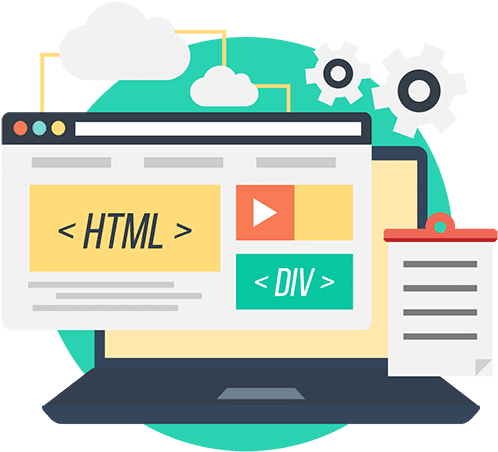 < HTML >
< DIV >